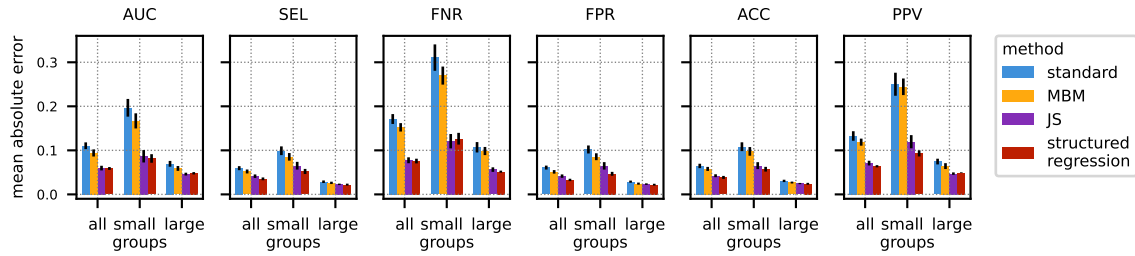 AUC SEL FNR FPR ACC PPV
mean absolute error
0.3
0.2
0.1
0.0
all small large
groups
all small large
groups
all small large
groups
all small large
groups
all small large
groups
all small large
groups
method
standard
MBM
JS
structured
regression